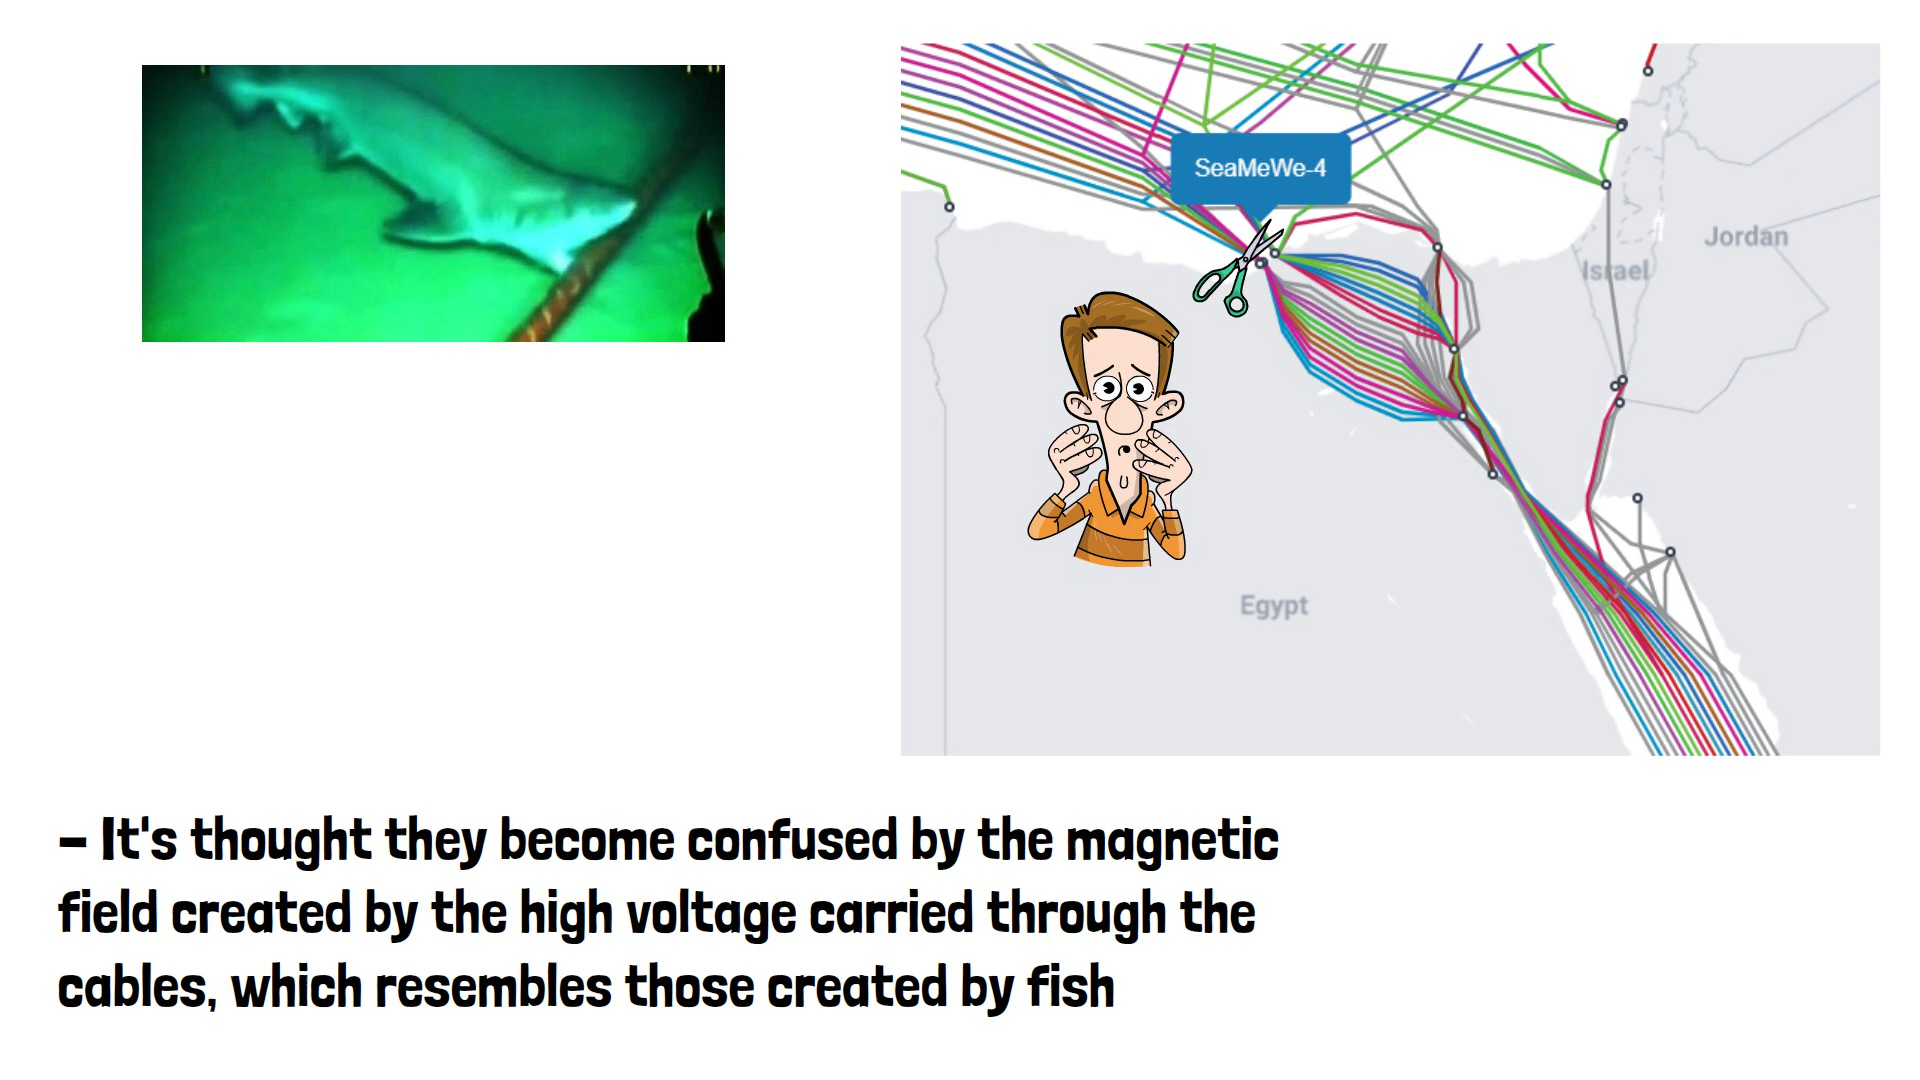 SeaMeWe-4
Jordan
Israel
Egypt
– It's thought they become confused by the magnetic
field created by the high voltage carried through the
cables, which resembles those created by fish